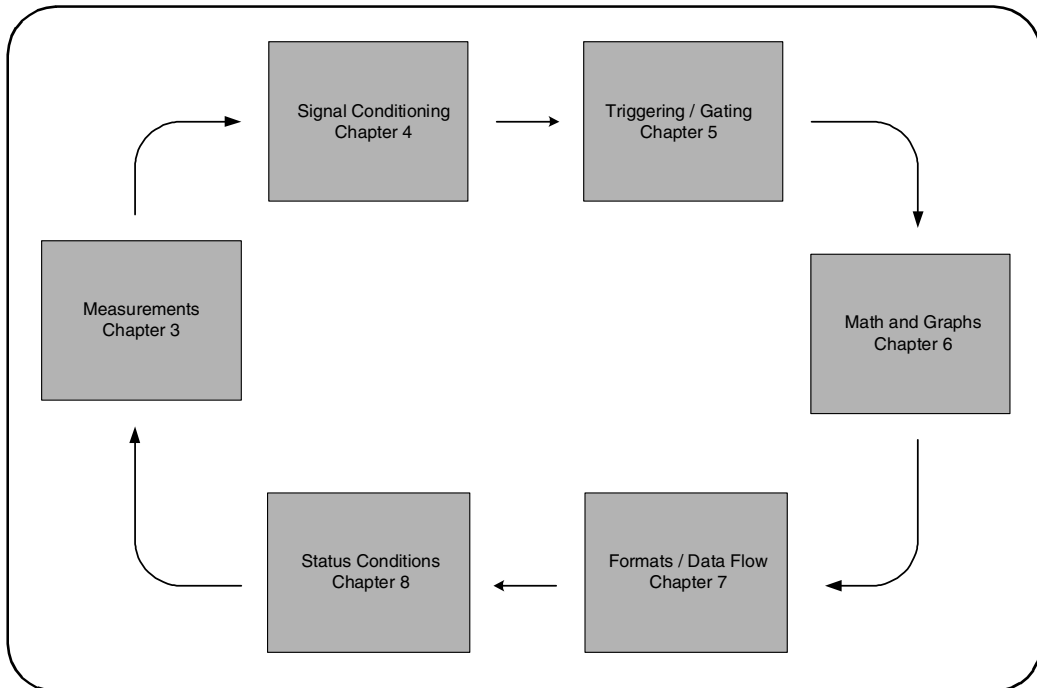 Signal Conditioning
Chapter 4
Triggering / Gating
Chapter 5
Measurements
Chapter 3
Math and Graphs
Chapter 6
Status Conditions
Chapter 8
Formats / Data Flow
Chapter 7